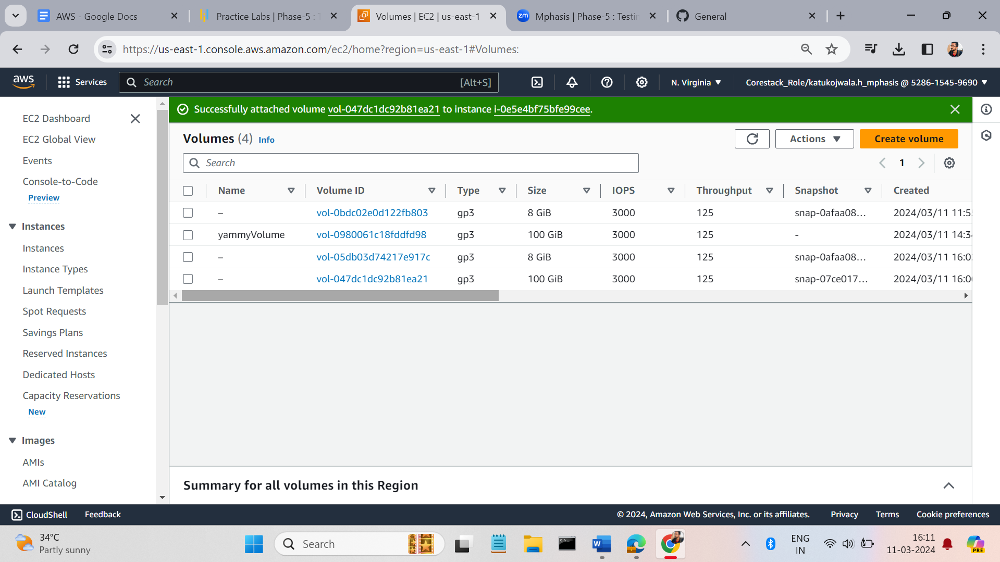 AWS - Google Docs
Practice Labs | Phase-5 :
Volumes | EC2 | us-east-1
zm Mphasis | Phase-5 : Testin
General
https://us-east-1.console.aws.amazon.com/ec2/home?region=us-east-1#Volumes:
aws Services Search [Alt+S] N. Virginia Corestack_Role/katukojwala.h_mphasis @ 5286-1545-9690
EC2 Dashboard
EC2 Global View
Events
Console-to-Code
Preview
Instances
Instances
Instance Types
Launch Templates
Spot Requests
Savings Plans
Reserved Instances
Dedicated Hosts
Capacity Reservations
New
Images
AMIs
AMI Catalog
Successfully attached volume vol-047dc1dc92b81ea21 to instance i-0e5e4bf75bfe99cee.
Volumes (4) Info
Actions
Create volume
Search
1
Name Volume ID Type Size IOPS Throughput Snapshot Created
– vol-0bdc02e0d122fb803 gp3 8 GiB 3000 125 snap-0afaa08... 2024/03/11 11:5
yammyVolume vol-0980061c18fddfd98 gp3 100 GiB 3000 125 - 2024/03/11 14:34
– vol-05db03d74217e917c gp3 8 GiB 3000 125 snap-0afaa08... 2024/03/11 16:0
– vol-047dc1dc92b81ea21 gp3 100 GiB 3000 125 snap-07ce017... 2024/03/11 16:0
Summary for all volumes in this Region
CloudShell Feedback © 2024, Amazon Web Services, Inc. or its affiliates. Privacy Terms Cookie preferences
34°C
Partly sunny
Search
W
ENG
IN
16:11
11-03-2024
PRE